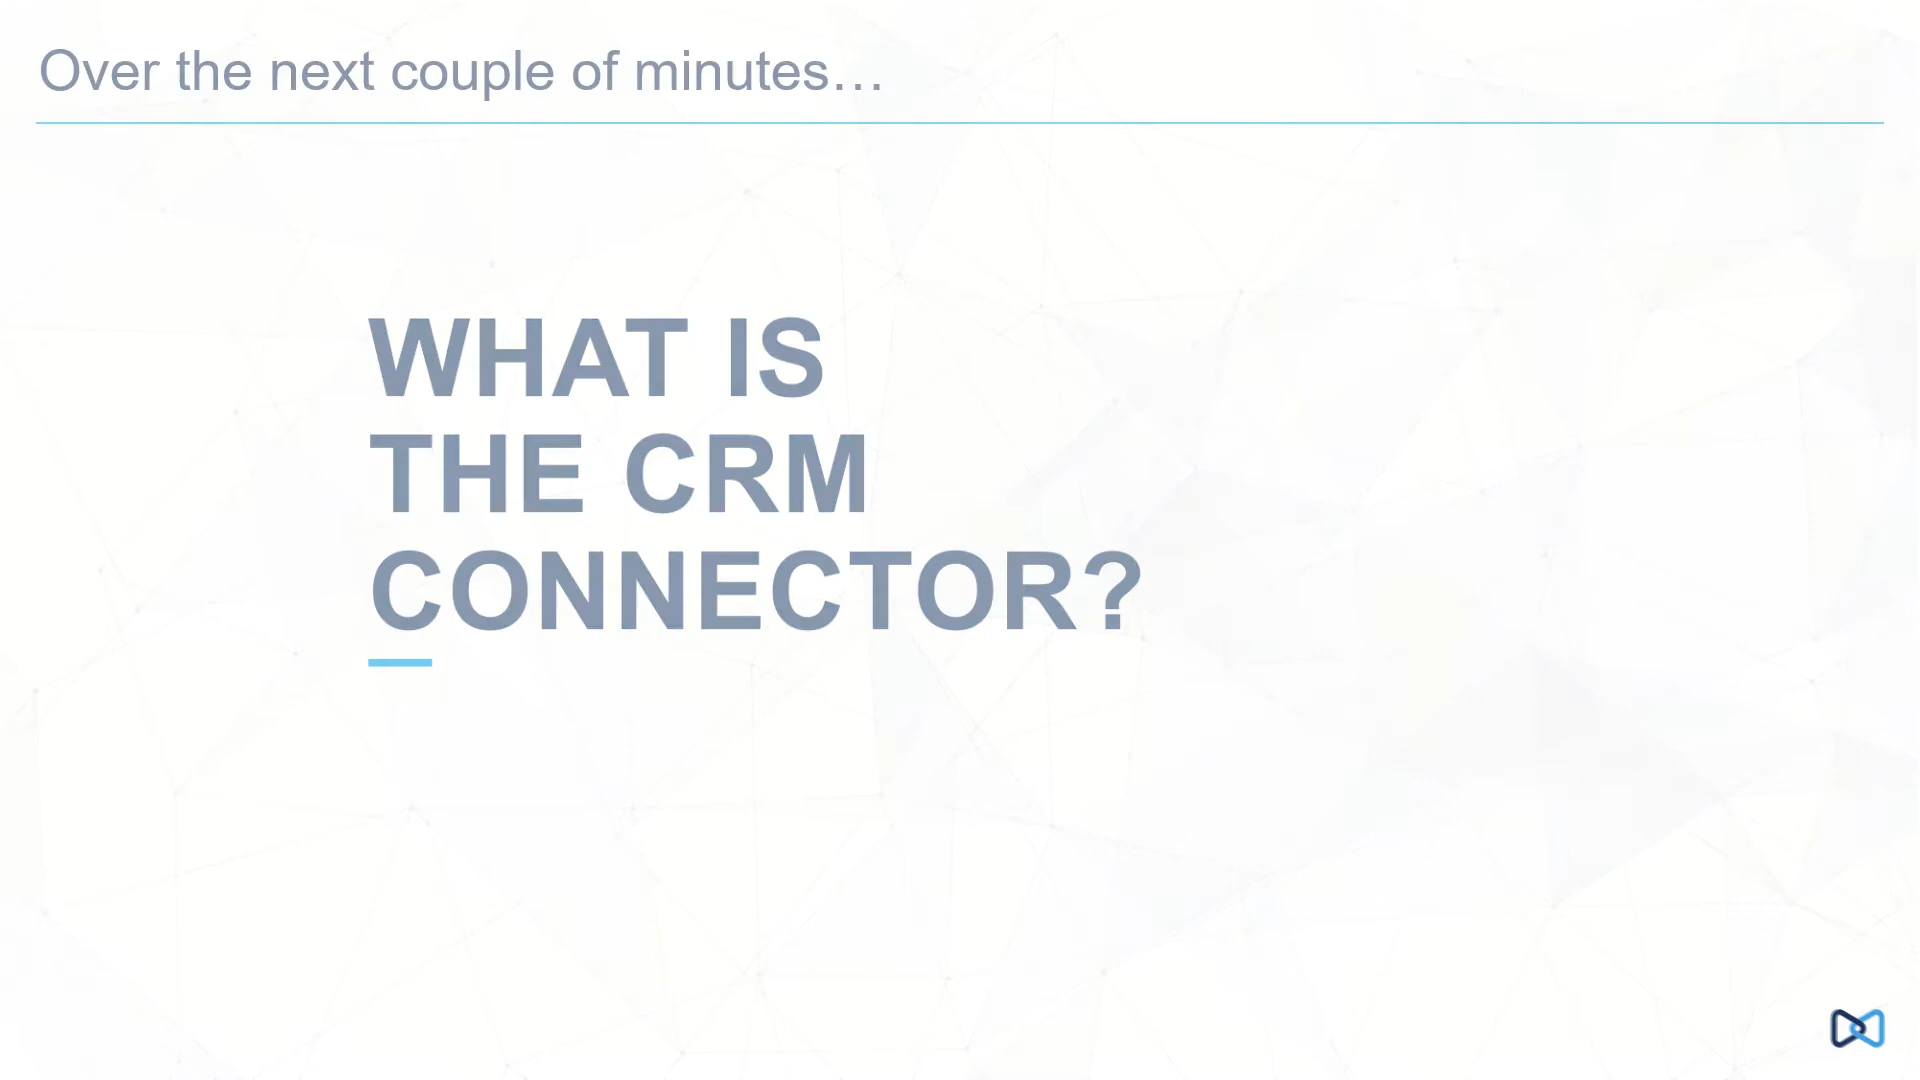 Over the next couple of minutes…
WHAT IS
THE CRM
CONNECTOR?